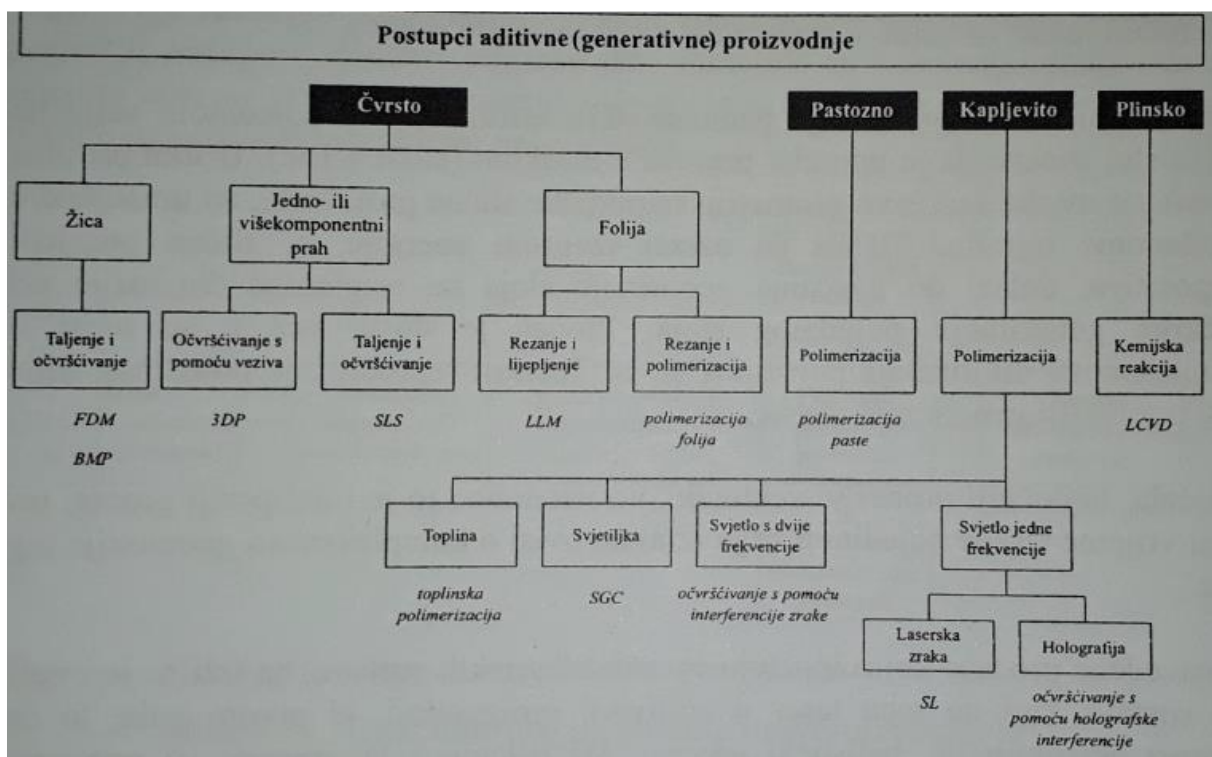 Postupci aditivne (generativne) proizvodnje
Čvrsto
Pastozno
Kapljevito
Plinsko
Žica
Jedno- ili
višekomponentni
prah
Folija
Taljenje i
očvršćivanje
Očvršćivanje s
pomoću veziva
Taljenje i
očvršćivanje
Rezanje i
lijepljenje
Rezanje i
polimerizacija
Polimerizacija
Polimerizacija
Kemijska
reakcija
FDM
BMP
3DP
SLS
LLM
polimerizacija
folija
polimerizacija
paste
LCVD
Toplina
Svjetiljka
Svjetlo s dvije
frekvencije
Svjetlo jedne
frekvencije
toplinska
polimerizacija
SGC
očvršćivanje s pomoću
interferencije zrake
Laserska
zraka
Holografija
SL
očvršćivanje s
pomoću holografske
interferencije